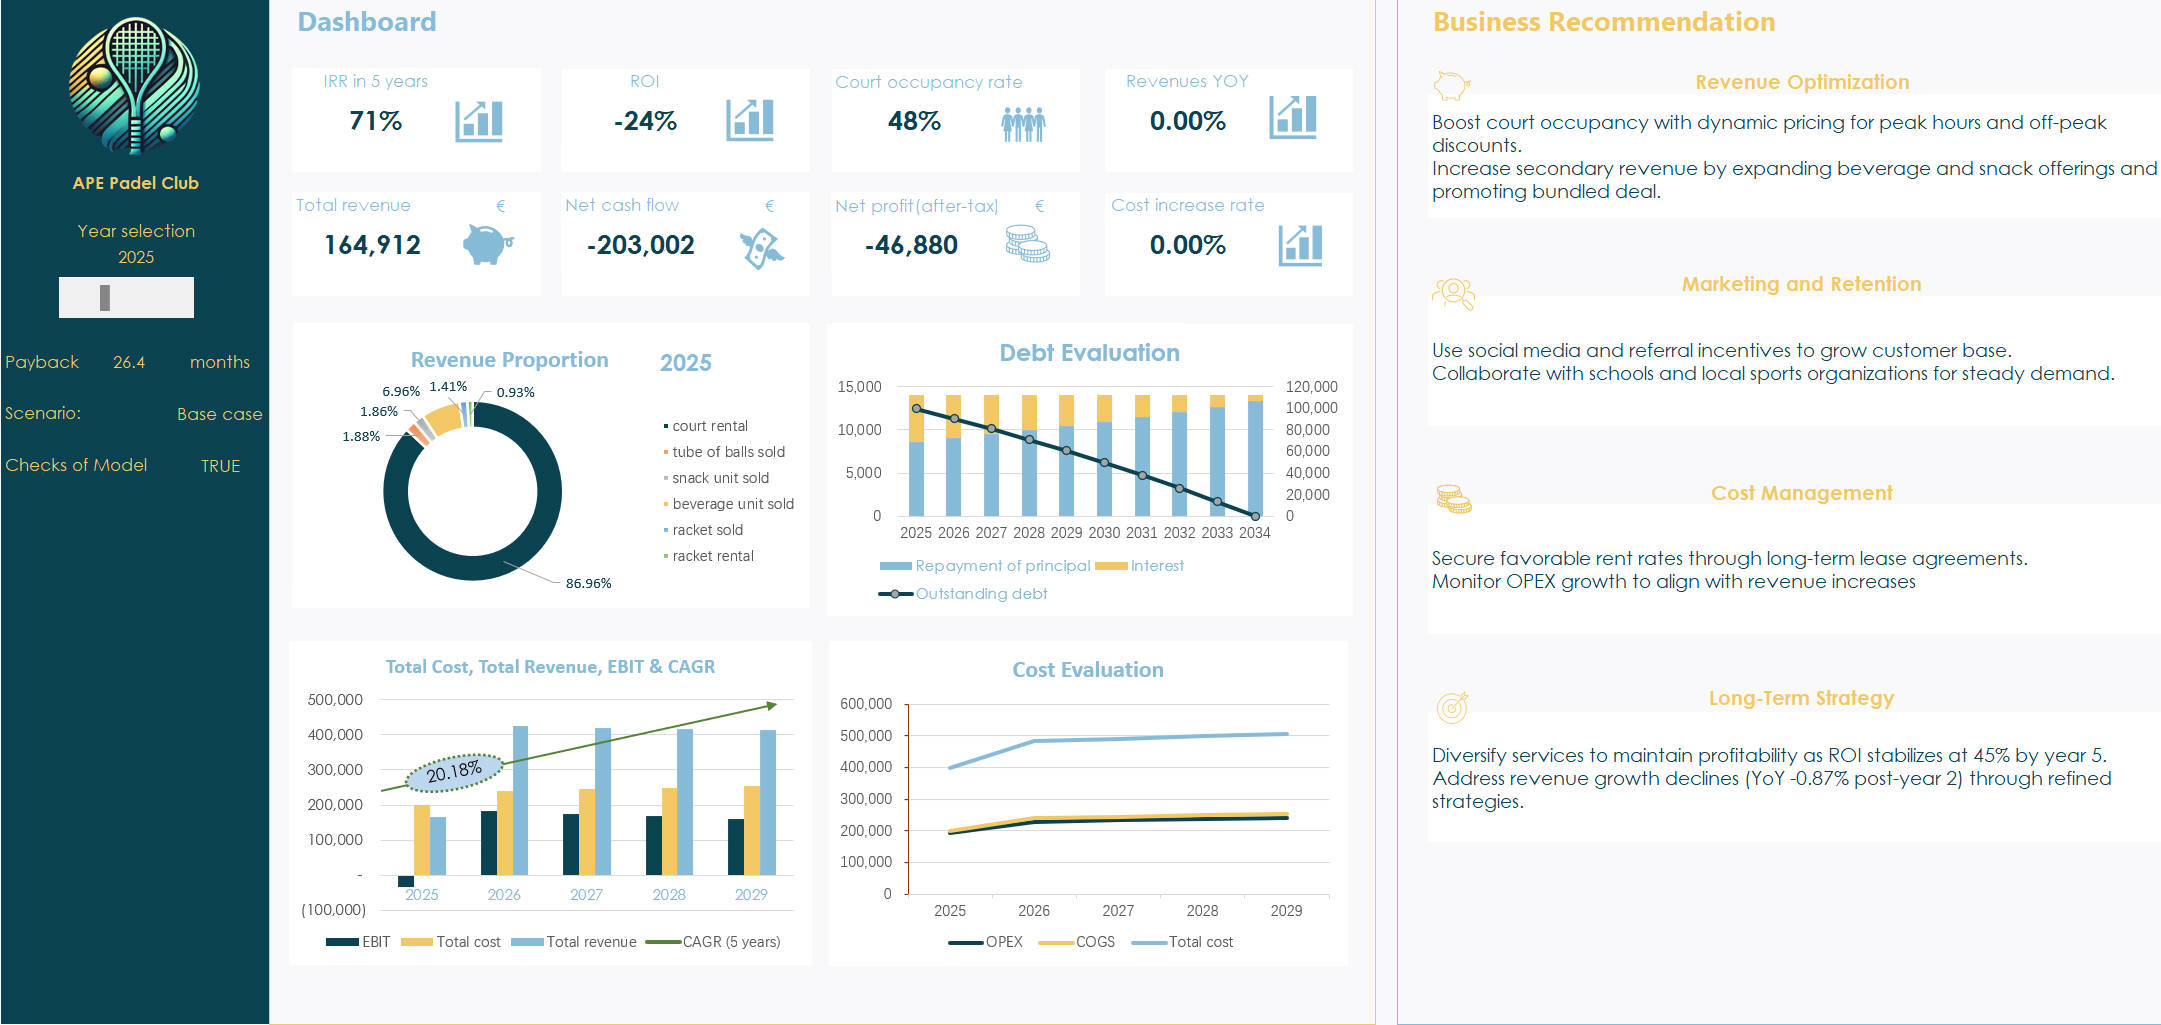 APE Padel Club
Year selection
2025
Payback 26.4 months
Scenario: Base case
Checks of Model TRUE
Dashboard
IRR in 5 years
71%
ROI
-24%
Court occupancy rate
48%
Revenues YOY
0.00%
Total revenue €
164,912
Net cash flow €
-203,002
Net profit(after-tax) €
-46,880
Cost increase rate
0.00%
Revenue Proportion 2025
6.96% 1.41% 0.93%
1.86%
1.88%
86.96%
court rental
tube of balls sold
snack unit sold
beverage unit sold
racket sold
racket rental
Debt Evaluation
15,000 120,000
100,000
10,000 80,000
60,000
5,000 40,000
20,000
0 0
2025 2026 2027 2028 2029 2030 2031 2032 2033 2034
Repayment of principal Interest
Outstanding debt
Total Cost, Total Revenue, EBIT & CAGR
500,000
400,000
300,000
20.18%
200,000
100,000
-
2025 2026 2027 2028 2029
(100,000)
EBIT Total cost Total revenue CAGR (5 years)
Cost Evaluation
600,000
500,000
400,000
300,000
200,000
100,000
0
2025 2026 2027 2028 2029
OPEX COGS Total cost
Business Recommendation
Revenue Optimization
Boost court occupancy with dynamic pricing for peak hours and off-peak
discounts.
Increase secondary revenue by expanding beverage and snack offerings and
promoting bundled deal.
Marketing and Retention
Use social media and referral incentives to grow customer base.
Collaborate with schools and local sports organizations for steady demand.
Cost Management
Secure favorable rent rates through long-term lease agreements.
Monitor OPEX growth to align with revenue increases
Long-Term Strategy
Diversify services to maintain profitability as ROI stabilizes at 45% by year 5.
Address revenue growth declines (YoY -0.87% post-year 2) through refined
strategies.